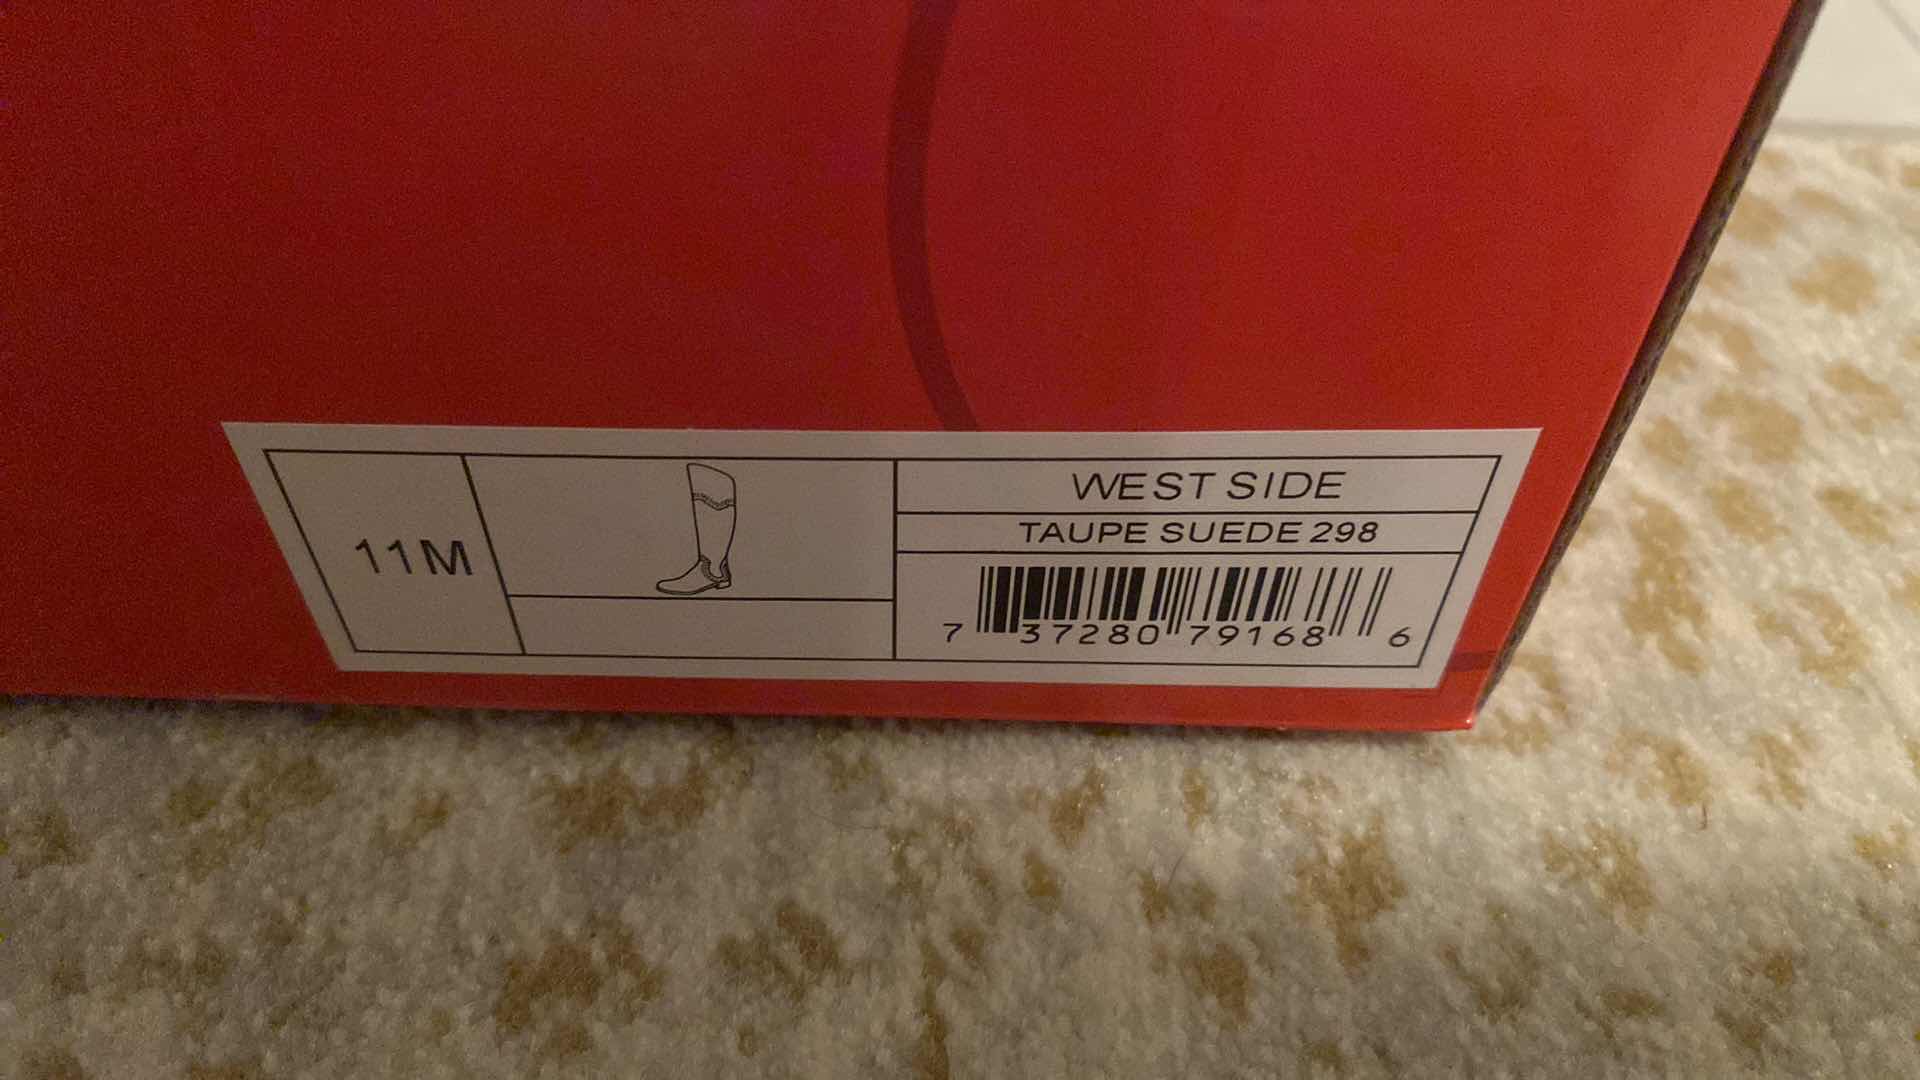 11M
WEST SIDE
TAUPE SUEDE 298
7 37280 79168 6